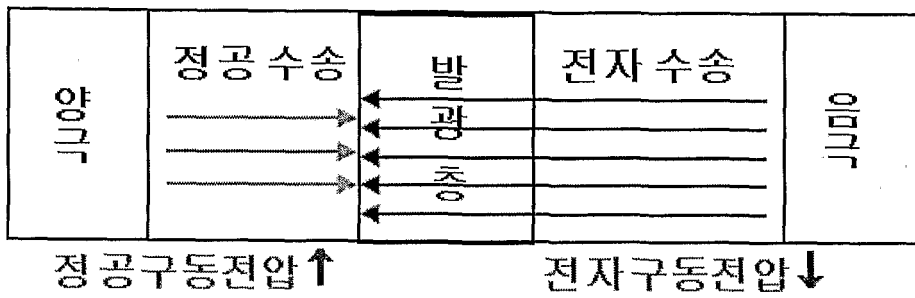 양극
정공 수송
발광층
전자 수송
음극
정공구동전압↑
전자구동전압↓